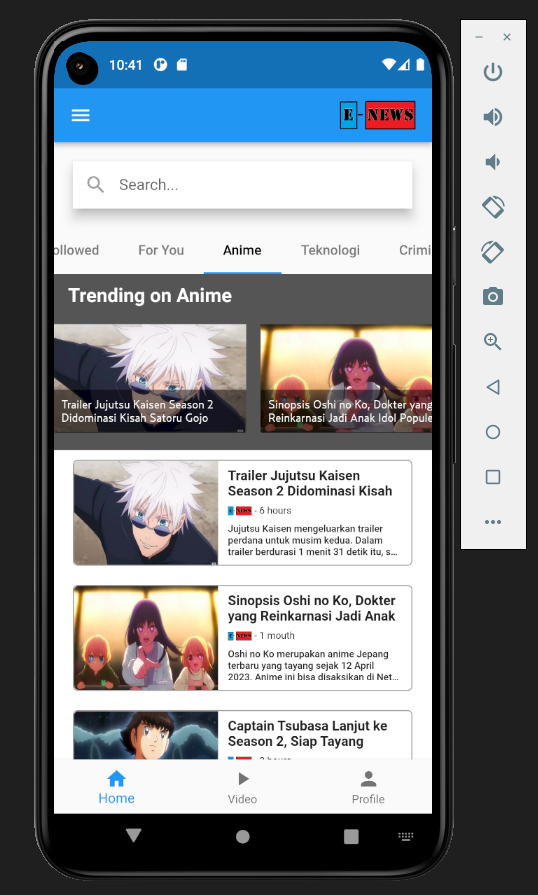 10:41
E-NEWS
Search...
ollowed For You Anime Teknologi Crimi
Trending on Anime
Trailer Jujutsu Kaisen Season 2
Didominasi Kisah Satoru Gojo
Sinopsis Oshi no Ko, Dokter yang
Reinkarnasi Jadi Anak Idol Popule
Trailer Jujutsu Kaisen
Season 2 Didominasi Kisah
E-NEWS - 6 hours
Jujutsu Kaisen mengeluarkan trailer
perdana untuk musim kedua. Dalam
trailer berdurasi 1 menit 31 detik itu, s...
Sinopsis Oshi no Ko, Dokter
yang Reinkarnasi Jadi Anak
E-NEWS - 1 mouth
Oshi no Ko merupakan anime Jepang
terbaru yang tayang sejak 12 April
2023. Anime ini bisa disaksikan di Net...
Captain Tsubasa Lanjut ke
Season 2, Siap Tayang
Home Video Profile